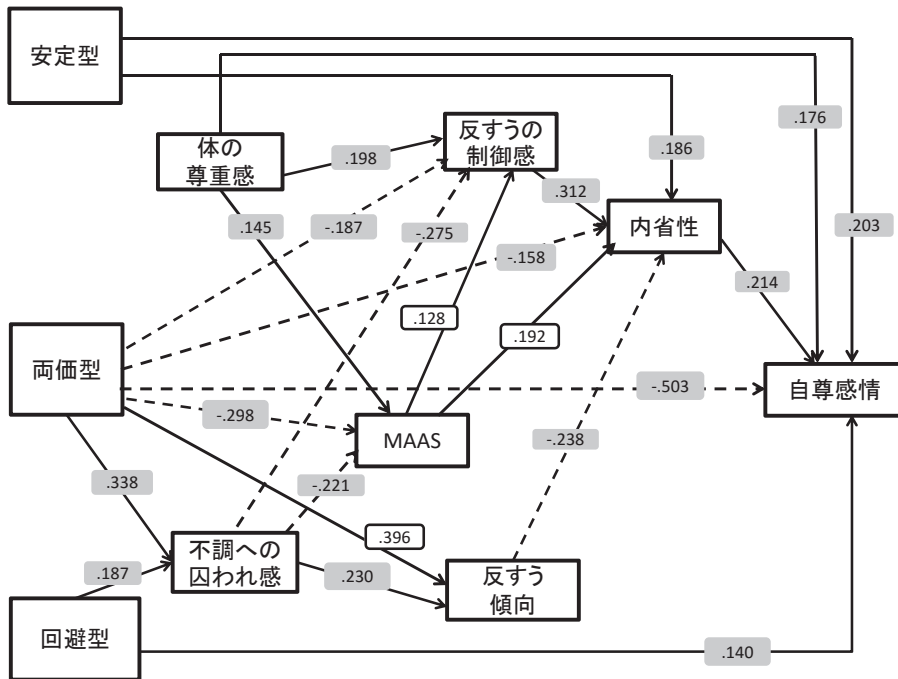 安定型
体の
尊重感
反すうの
制御感
.198
.176
.186
.312
内省性
.203
.145
-.187
-.275
-.158
.214
.128
.192
両価型
-.503
自尊感情
-.298
MAAS
-.238
.338
-.221
不調への
囚われ感
.396
反すう
傾向
.187
.230
回避型
.140